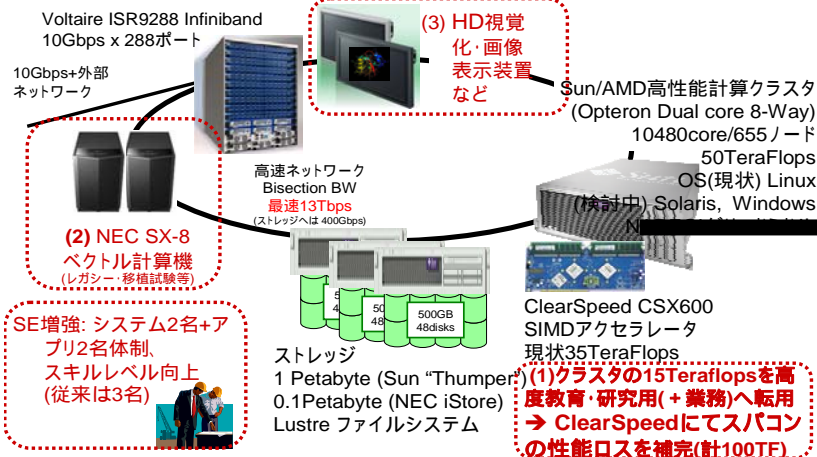 Voltaire ISR9288 Infiniband
10Gbps x 288ポート
10Gbps+外部
ネットワーク
(3) HD視覚
化・画像
表示装置
など
Sun/AMD高性能計算クラスタ
(Opteron Dual core 8-Way)
10480core/655ノード
50TeraFlops
OS(現状) Linux
(検討中) Solaris, Windows
高速ネットワーク
Bisection BW
最速13Tbps
(ストレッジへは 400Gbps)
(2) NEC SX-8
ベクトル計算機
(レガシー・移植試験等)
500GB
48disks
SE増強: システム2名+ア
プリ2名体制、
スキルレベル向上
(従来は3名)
ストレッジ
1 Petabyte (Sun “Thumper”)
0.1Petabyte (NEC iStore)
Lustre ファイルシステム
ClearSpeed CSX600
SIMDアクセラレータ
現状35TeraFlops
(1)クラスタの15Teraflopsを高
度教育・研究用(+業務)へ転用
➔ ClearSpeedにてスパコン
の性能ロスを補完(計100TF)